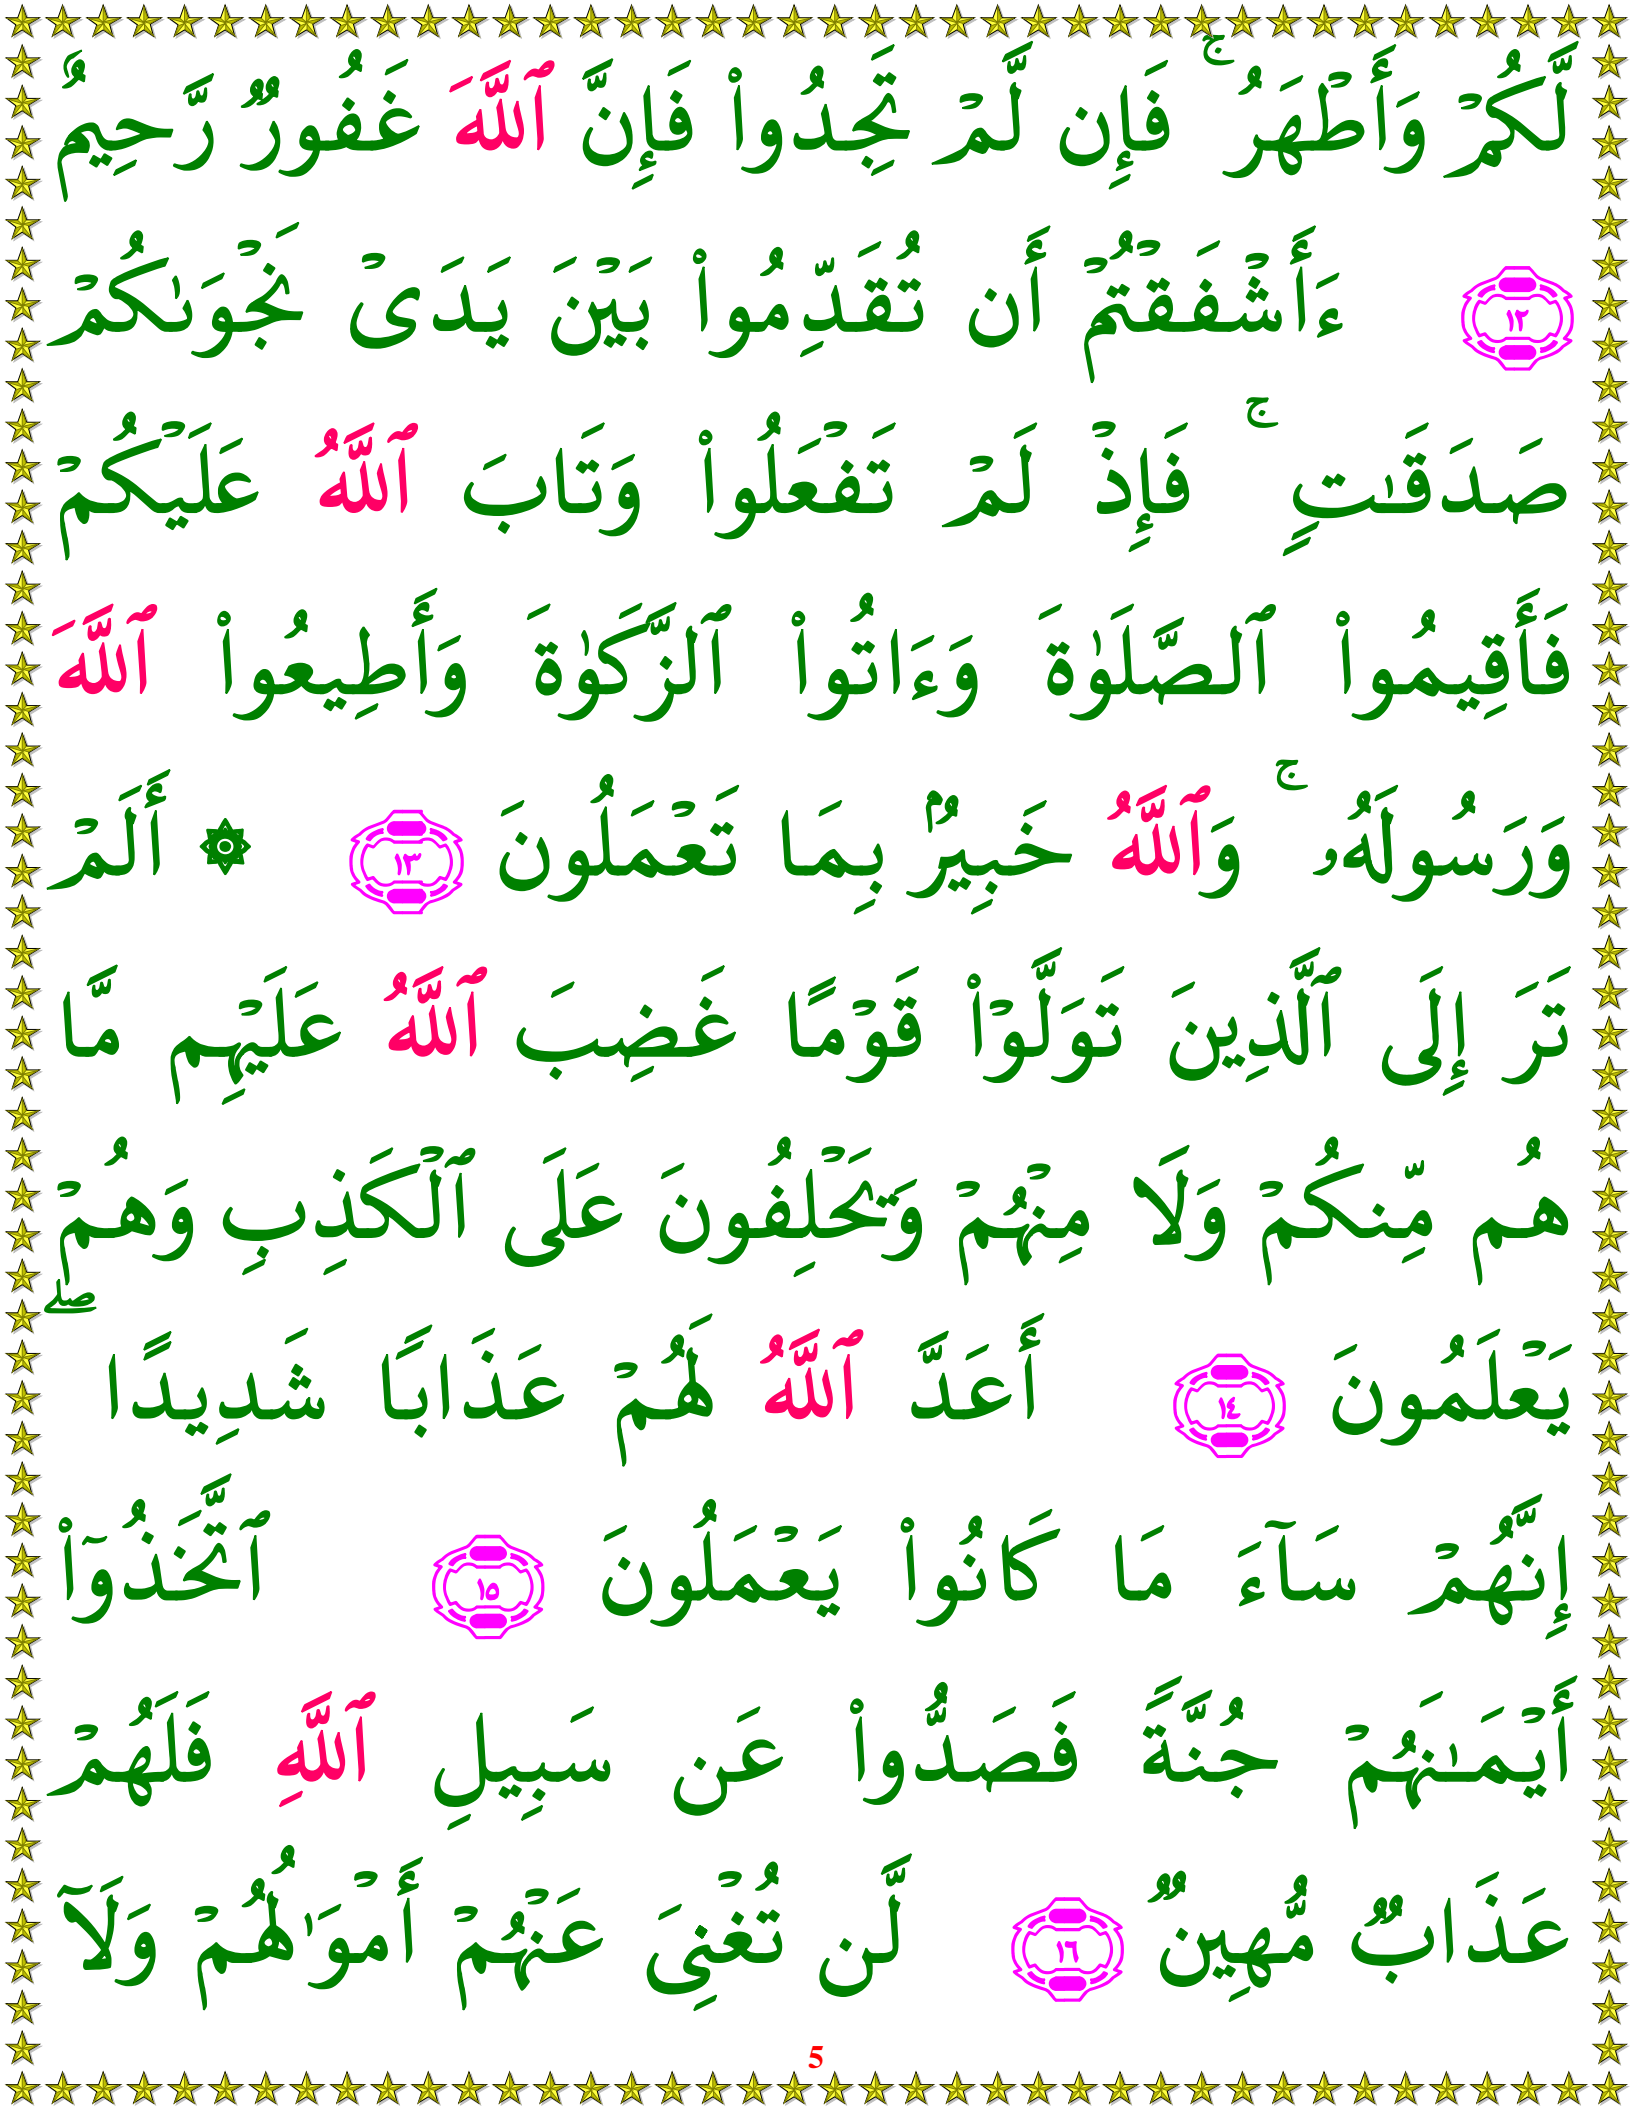 لَّكُمْ وَأَطْهَرُ ۚ فَإِن لَّمْ تَجِدُوا۟ فَإِنَّ ٱللَّهَ غَفُورٌ رَّحِيمٌ
١٢ ءَأَشْفَقْتُمْ أَن تُقَدِّمُوا۟ بَيْنَ يَدَىْ نَجْوَىٰكُمْ
صَدَقَـٰتٍ ۚ فَإِذْ لَمْ تَفْعَلُوا۟ وَتَابَ ٱللَّهُ عَلَيْكُمْ
فَأَقِيمُوا۟ ٱلصَّلَوٰةَ وَءَاتُوا۟ ٱلزَّكَوٰةَ وَأَطِيعُوا۟ ٱللَّهَ
وَرَسُولَهُۥ ۚ وَٱللَّهُ خَبِيرٌۢ بِمَا تَعْمَلُونَ ١٣ ۞ أَلَمْ
تَرَ إِلَى ٱلَّذِينَ تَوَلَّوْا۟ قَوْمًا غَضِبَ ٱللَّهُ عَلَيْهِم مَّا
هُم مِّنكُمْ وَلَا مِنْهُمْ وَيَحْلِفُونَ عَلَى ٱلْكَذِبِ وَهُمْ
يَعْلَمُونَ ١٤ أَعَدَّ ٱللَّهُ لَهُمْ عَذَابًا شَدِيدًا ۖ
إِنَّهُمْ سَآءَ مَا كَانُوا۟ يَعْمَلُونَ ١٥ ٱتَّخَذُوٓا۟
أَيْمَـٰنَهُمْ جُنَّةً فَصَدُّوا۟ عَن سَبِيلِ ٱللَّهِ فَلَهُمْ
عَذَابٌ مُّهِينٌ ١٦ لَّن تُغْنِىَ عَنْهُمْ أَمْوَٰلُهُمْ وَلَآ
5